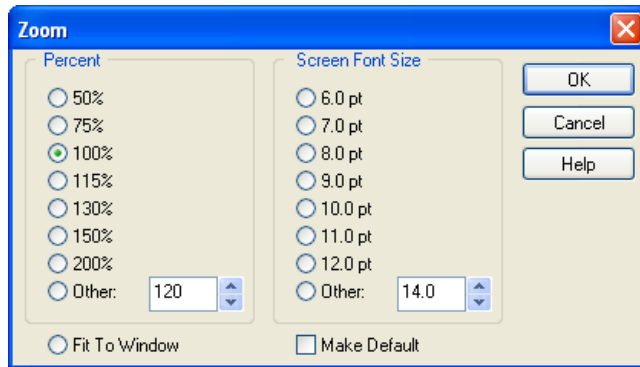 Zoom
Percent
50%
75%
100%
115%
130%
150%
200%
Other: 120
Fit To Window
Screen Font Size
6.0 pt
7.0 pt
8.0 pt
9.0 pt
10.0 pt
11.0 pt
12.0 pt
Other: 14.0
Make Default
OK
Cancel
Help